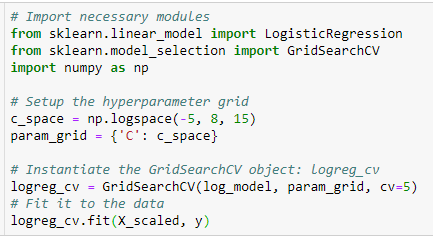 # Import necessary modules
from sklearn.linear_model import LogisticRegression
from sklearn.model_selection import GridSearchCV
import numpy as np
# Setup the hyperparameter grid
c_space = np.logspace(-5, 8, 15)
param_grid = {'C': c_space}
# Instantiate the GridSearchCV object: logreg_cv
logreg_cv = GridSearchCV(log_model, param_grid, cv=5)
# Fit it to the data
logreg_cv.fit(X_scaled, y)